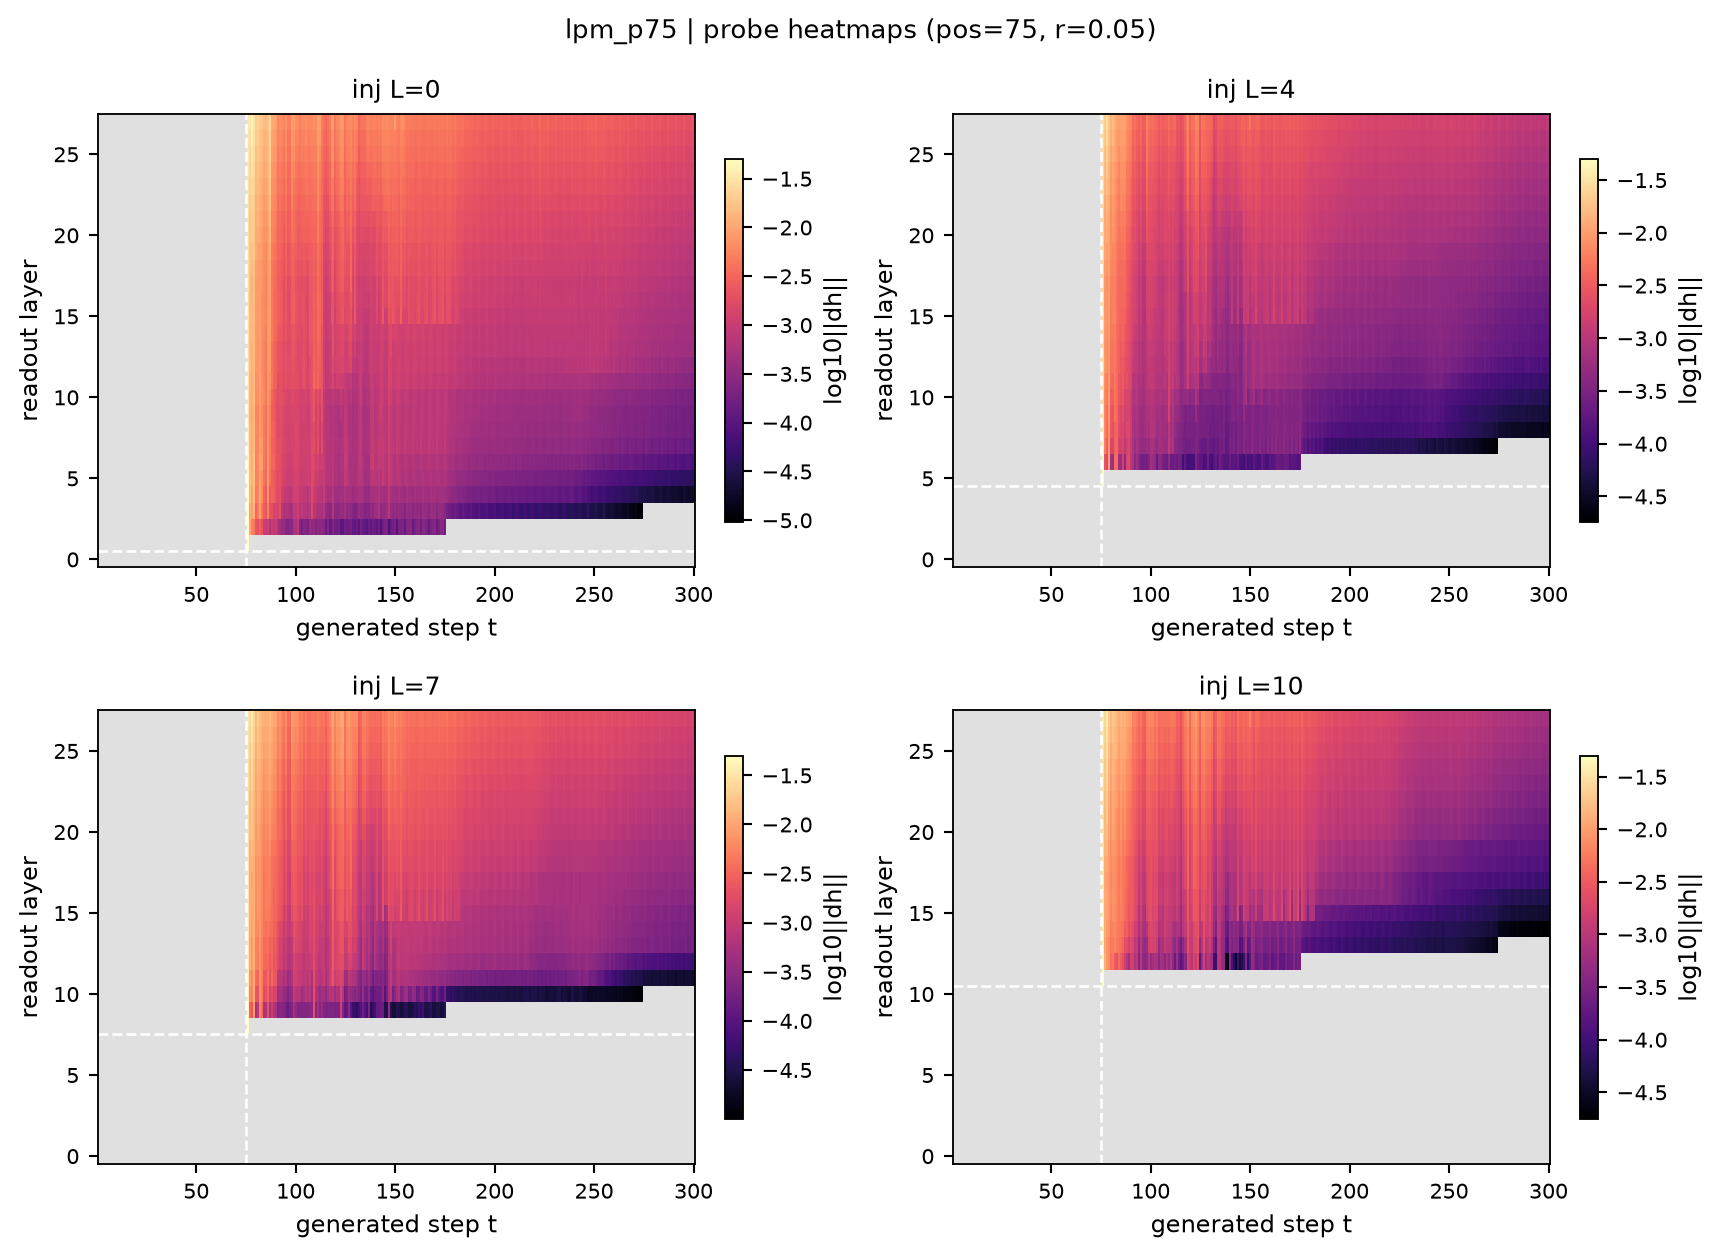 lpm_p75 | probe heatmaps (pos=75, r=0.05)
inj L=0
readout layer
25
20
15
10
5
0
50 100 150 200 250 300
generated step t
−1.5
−2.0
−2.5
−3.0
−3.5
−4.0
−4.5
−5.0
log10||dh||
inj L=4
readout layer
25
20
15
10
5
0
50 100 150 200 250 300
generated step t
−1.5
−2.0
−2.5
−3.0
−3.5
−4.0
−4.5
log10||dh||
inj L=7
readout layer
25
20
15
10
5
0
50 100 150 200 250 300
generated step t
−1.5
−2.0
−2.5
−3.0
−3.5
−4.0
−4.5
log10||dh||
inj L=10
readout layer
25
20
15
10
5
0
50 100 150 200 250 300
generated step t
−1.5
−2.0
−2.5
−3.0
−3.5
−4.0
−4.5
log10||dh||